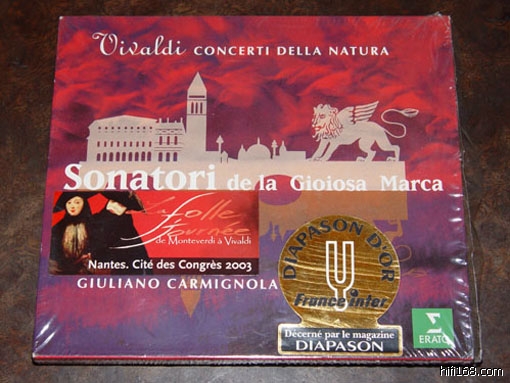 Vivaldi CONCERTI DELLA NATURA
Sonatori de la Gioiosa Marca
La Folle
Journée
de Monteverdi à Vivaldi
Nantes. Cité des Congrès 2003
GIULIANO CARMIGNOLA
DIAPASON D'OR
France Inter
Décerné par le magazine
DIAPASON
ERATO
hifi168.com